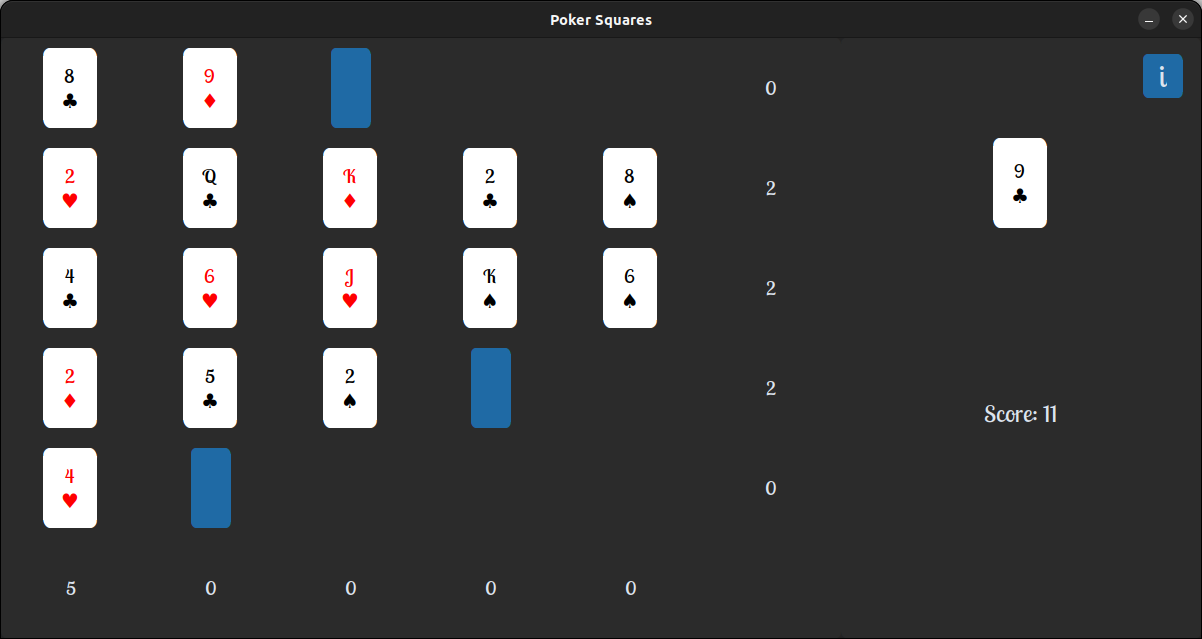 Poker Squares
8 9 0
♣ ♦
i
2 Q K 2 8 2
♥ ♣ ♦ ♣ ♠
9
♣
4 6 J K 6 2
♣ ♥ ♥ ♠ ♠
2 5 2 2
♦ ♣ ♠
Score: 11
4 0
♥
5 0 0 0 0